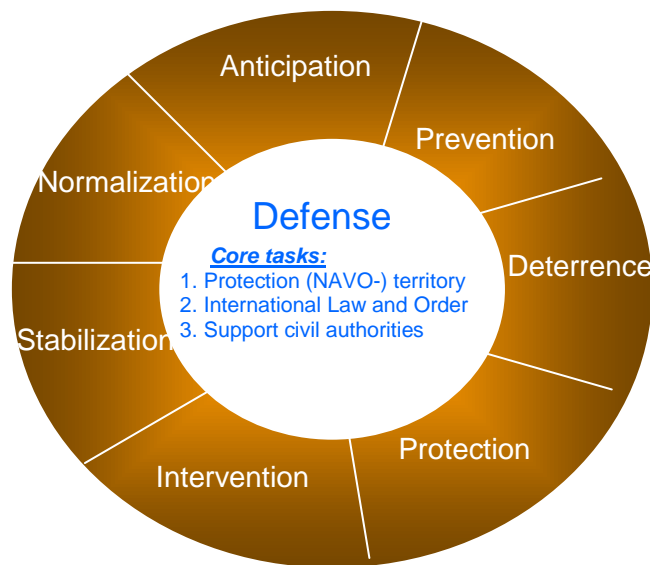 Anticipation
Prevention
Normalization
Defense
Core tasks:
1. Protection (NAVO-) territory
2. International Law and Order
3. Support civil authorities
Deterrence
Stabilization
Protection
Intervention